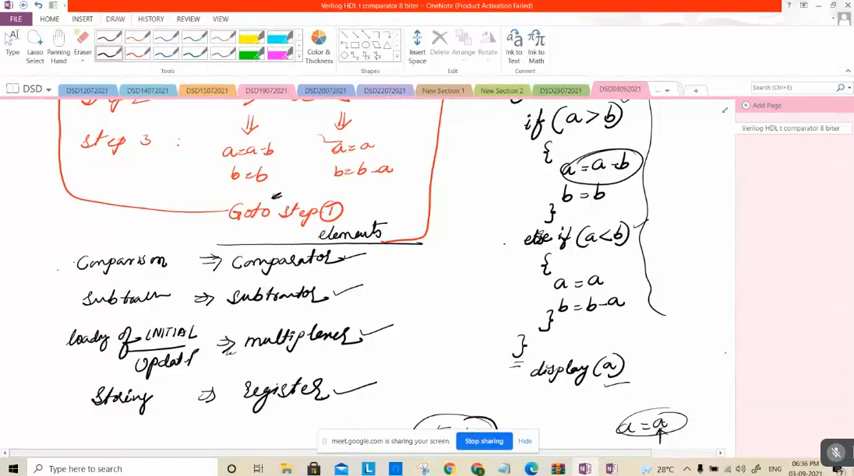 Verilog HDL t comparator 8 biter - OneNote (Product Activation Failed)
FILE HOME INSERT DRAW HISTORY REVIEW VIEW
Type Lasso Select Panning Hand Eraser Color & Thickness Insert Space Delete Arrange Rotate Ink to Text Ink to Math
Tools Shapes Edit Convert
DSD DSD12072021 DSD14072021 DSD15072021 DSD19072021 DSD20072021 DSD22072021 New Section 1 New Section 2 DSD29072021 DSD03092021 Search (Ctrl+E)
Add Page
Verilog HDL t comparator 8 biter
step 3 :
a=a-b a=a
b=b b=b-a
Goto step 1
elements
Comparison ⇒ Comparator ✓
⇒ Subtractor ✓
INITIAL ⇒ multiplexer ✓
Update
Storing ⇒ Register ✓
if (a>b)
{
a=a-b
b=b
}
else if (a<b)
{
a=a
b=b-a
}
}
display (a)
a=a
meet.google.com is sharing your screen. Stop sharing Hide
Type here to search
28°C ENG 06:36 PM
03-09-2021